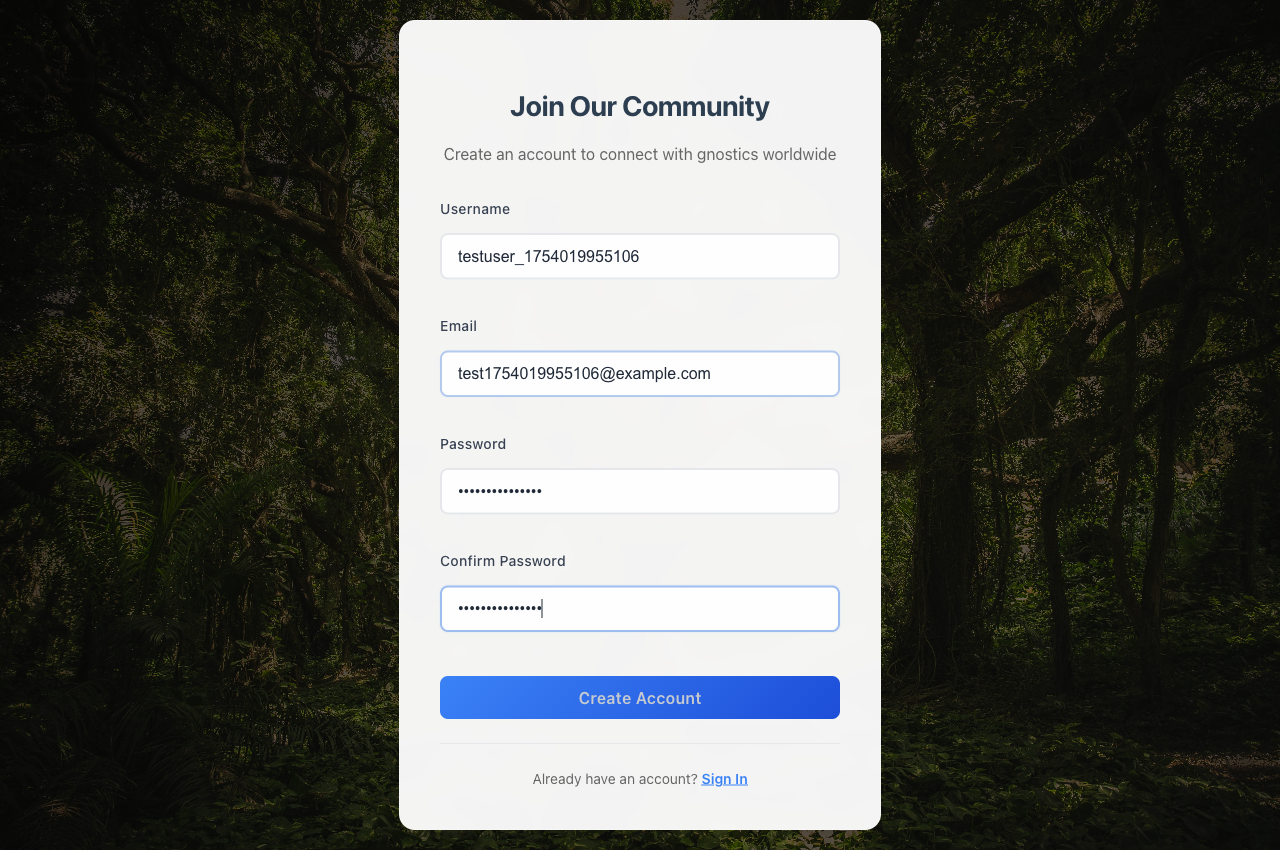 Join Our Community
Create an account to connect with gnostics worldwide
Username
testuser_1754019955106
Email
test1754019955106@example.com
Password
•••••••••••••••
Confirm Password
•••••••••••••••
Create Account
Already have an account? Sign In